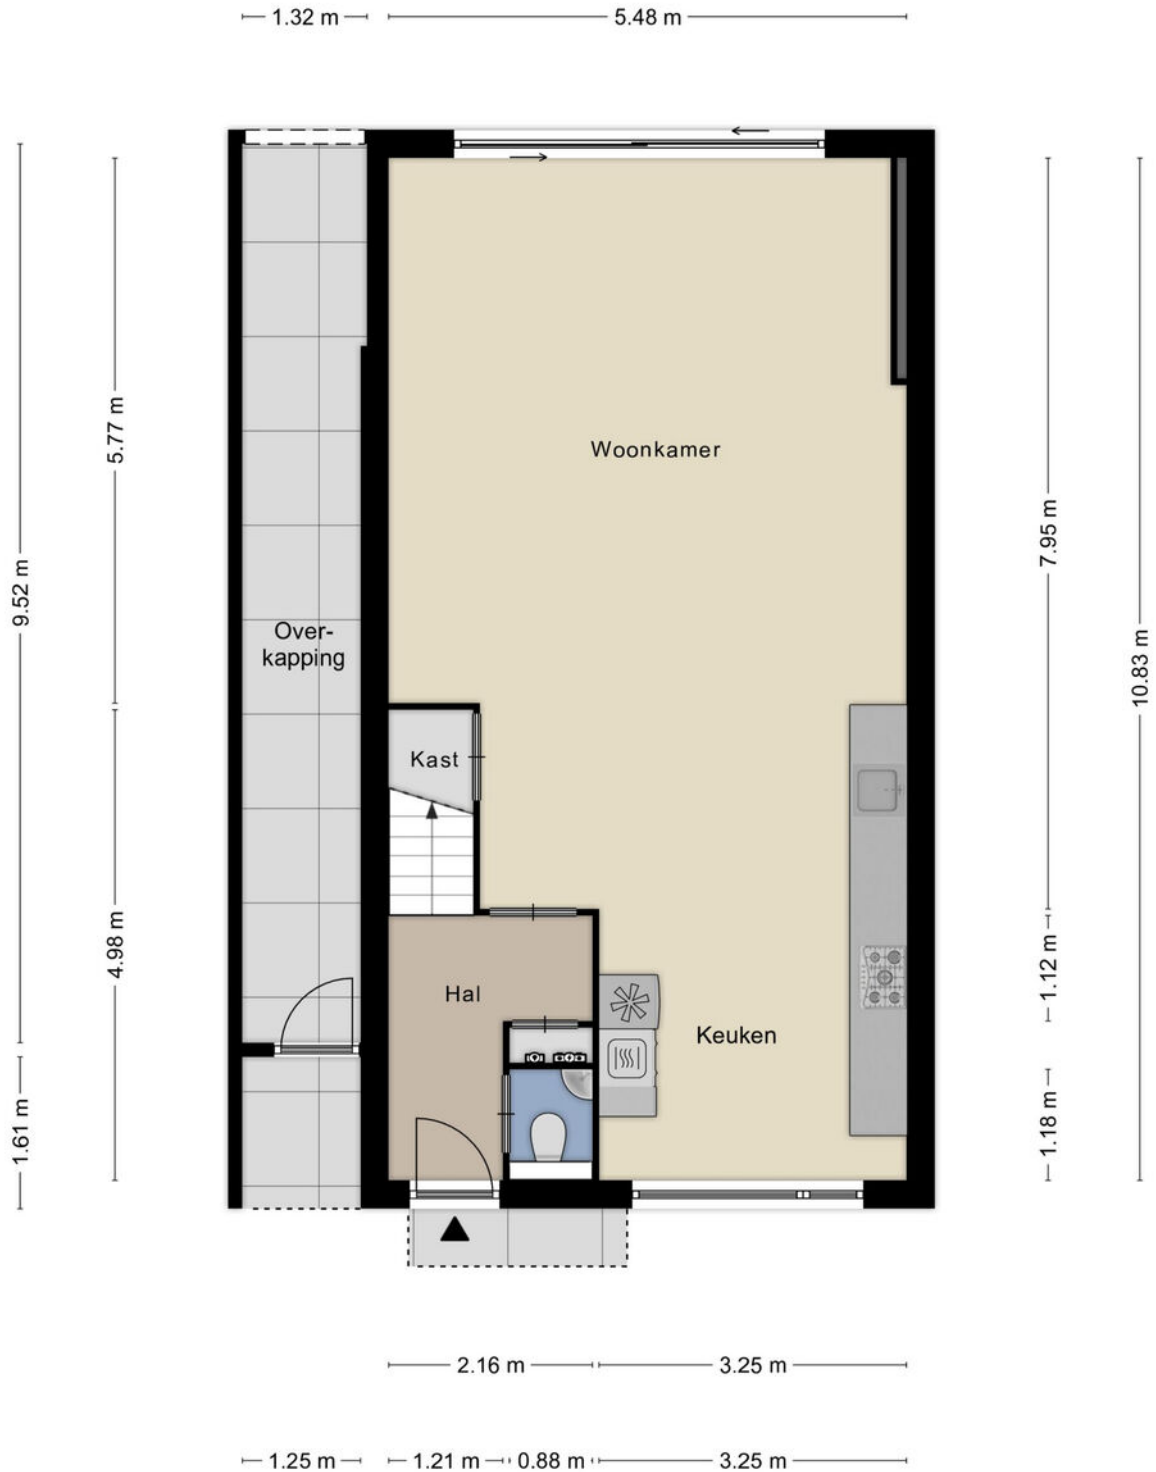 1.32 m
5.48 m
5.77 m
Woonkamer
7.95 m
9.52 m
Over-
kapping
10.83 m
Kast
4.98 m
1.12 m
Hal
Keuken
1.61 m
1.18 m
2.16 m
3.25 m
1.25 m
1.21 m
0.88 m
3.25 m